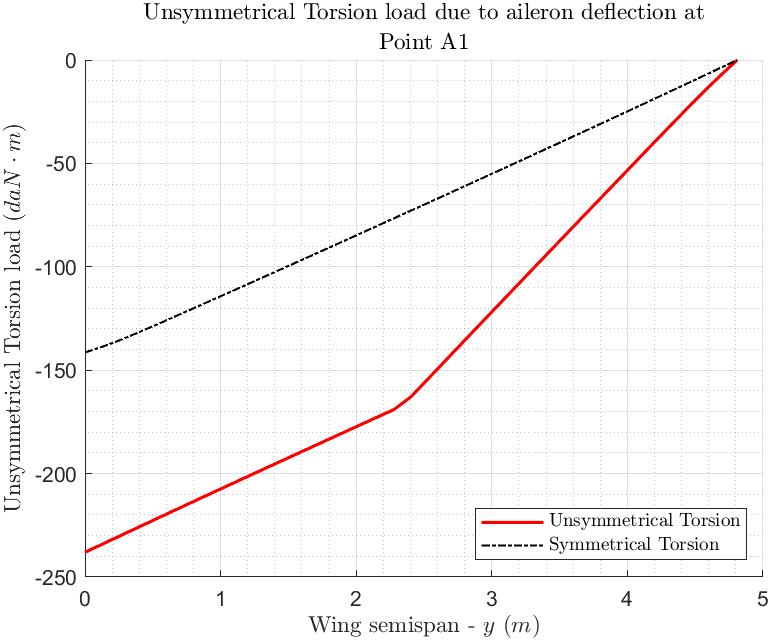 Unsymmetrical Torsion load due to aileron deflection at
Point A1
Unsymmetrical Torsion load (daN · m)
0
-50
-100
-150
-200
-250
0 1 2 3 4 5
Wing semispan - y (m)
Unsymmetrical Torsion
Symmetrical Torsion